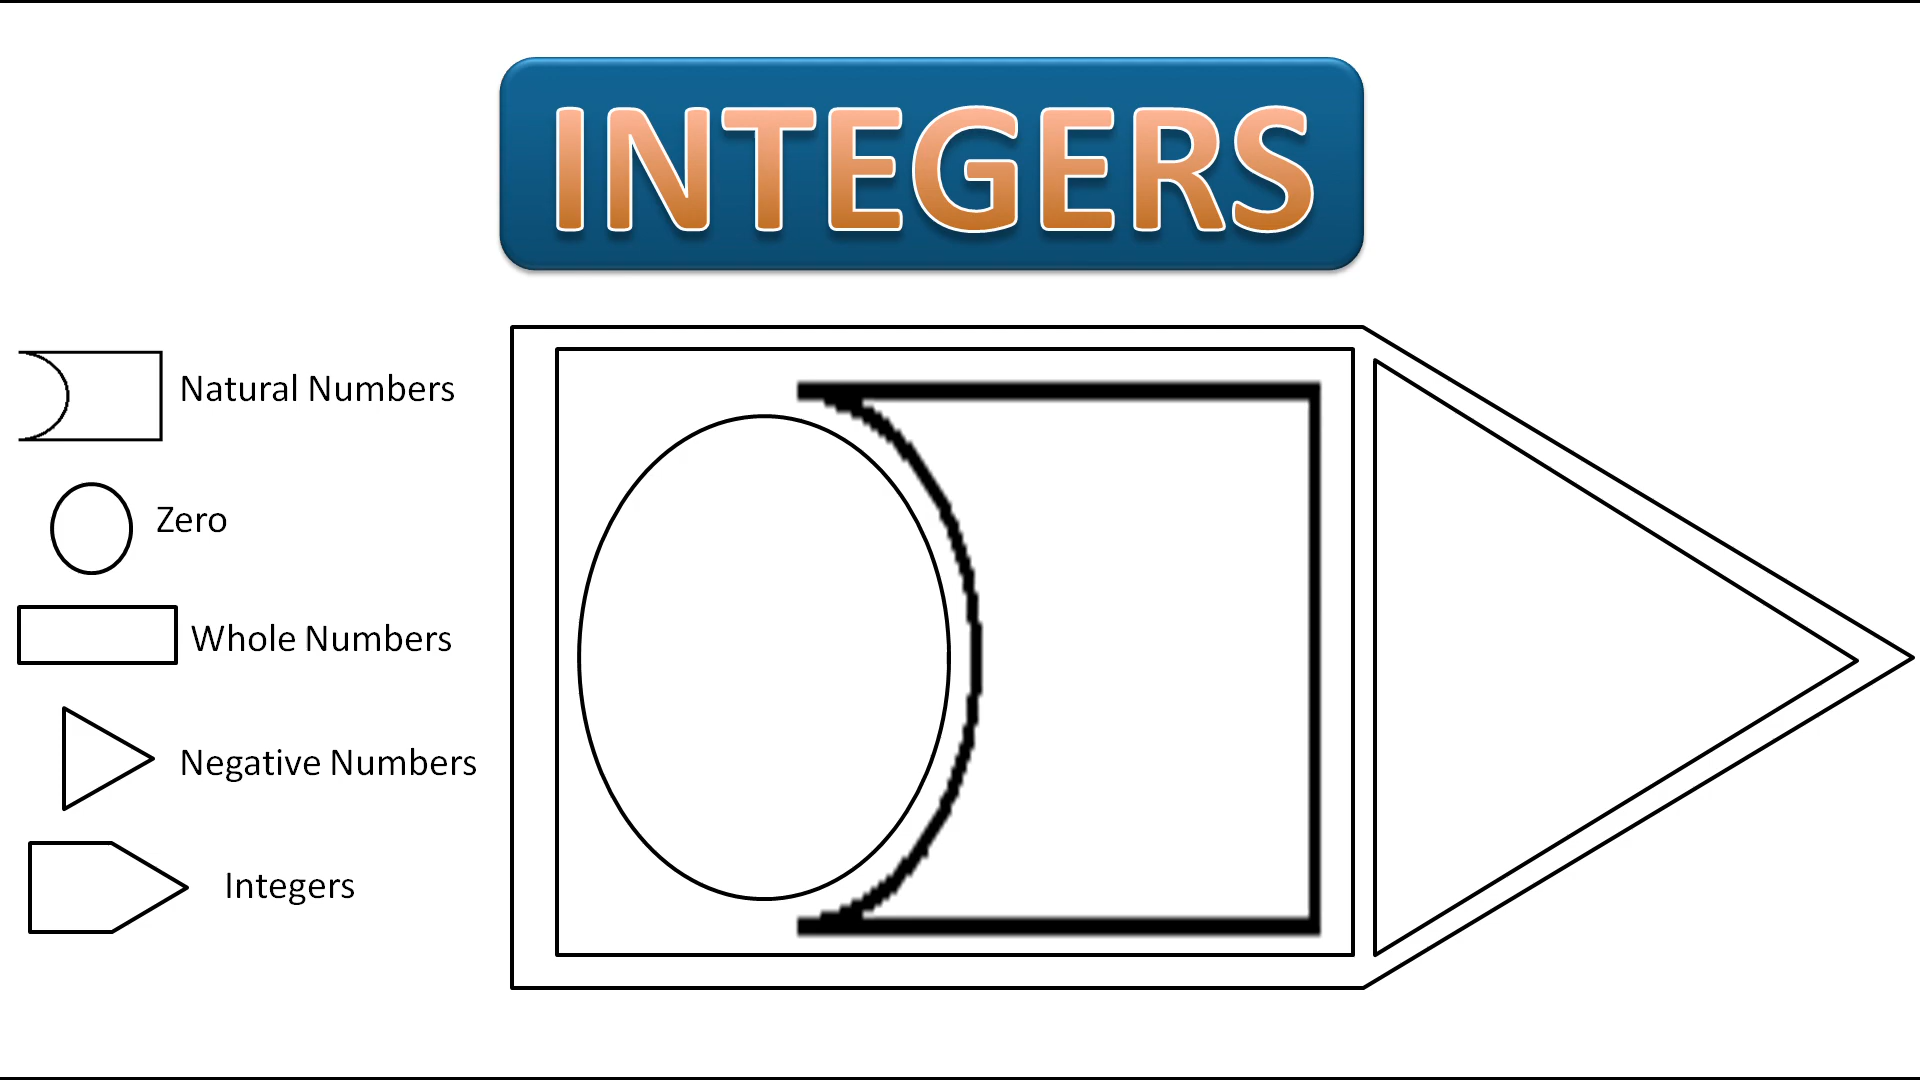 INTEGERS
Natural Numbers
Zero
Whole Numbers
Negative Numbers
Integers